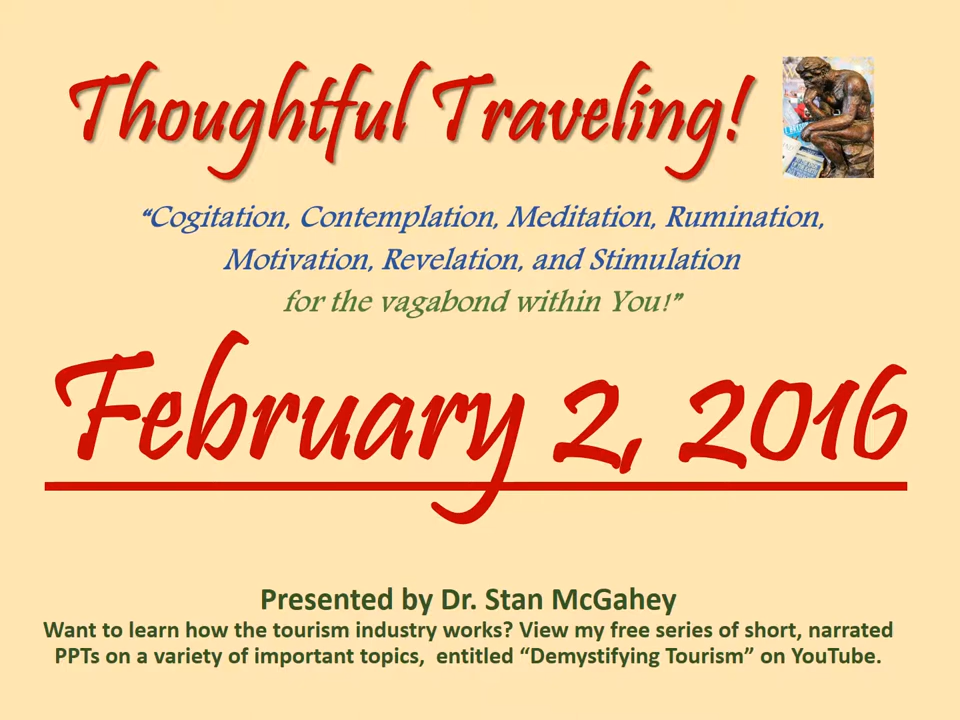 Thoughtful Traveling!
“Cogitation, Contemplation, Meditation, Rumination,
Motivation, Revelation, and Stimulation
for the vagabond within You!”
February 2, 2016
Presented by Dr. Stan McGahey
Want to learn how the tourism industry works? View my free series of short, narrated
PPTs on a variety of important topics,  entitled “Demystifying Tourism” on YouTube.